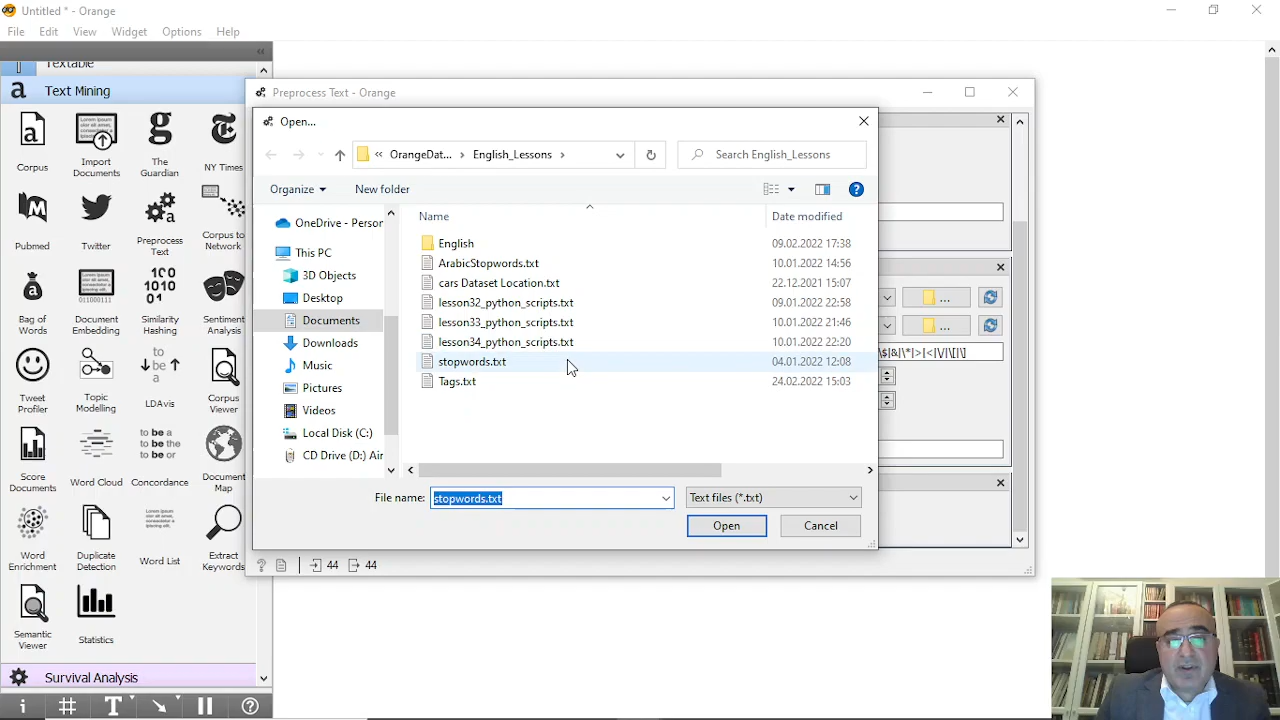 Untitled * - Orange
File Edit View Widget Options Help
Textable
Text Mining
Corpus
Import Documents
The Guardian
NY Times
Pubmed
Twitter
Preprocess Text
Corpus to Network
Bag of Words
Document Embedding
Similarity Hashing
Sentiment Analysis
Tweet Profiler
Topic Modelling
LDAvis
Corpus Viewer
Score Documents
Word Cloud
Concordance
Document Map
Word Enrichment
Duplicate Detection
Word List
Extract Keywords
Semantic Viewer
Statistics
Survival Analysis
Preprocess Text - Orange
Open...
« OrangeDat... › English_Lessons ›
Search English_Lessons
Organize New folder
OneDrive - Person
This PC
3D Objects
Desktop
Documents
Downloads
Music
Pictures
Videos
Local Disk (C:)
CD Drive (D:) Air
Name Date modified
English 09.02.2022 17:38
ArabicStopwords.txt 10.01.2022 14:56
cars Dataset Location.txt 22.12.2021 15:07
lesson32_python_scripts.txt 09.01.2022 22:58
lesson33_python_scripts.txt 10.01.2022 21:46
lesson34_python_scripts.txt 10.01.2022 22:20
stopwords.txt 04.01.2022 12:08
Tags.txt 24.02.2022 15:03
File name: stopwords.txt Text files (*.txt)
Open Cancel
...
...
\$|&|\*|>|<|\/|\[|\]
44 44